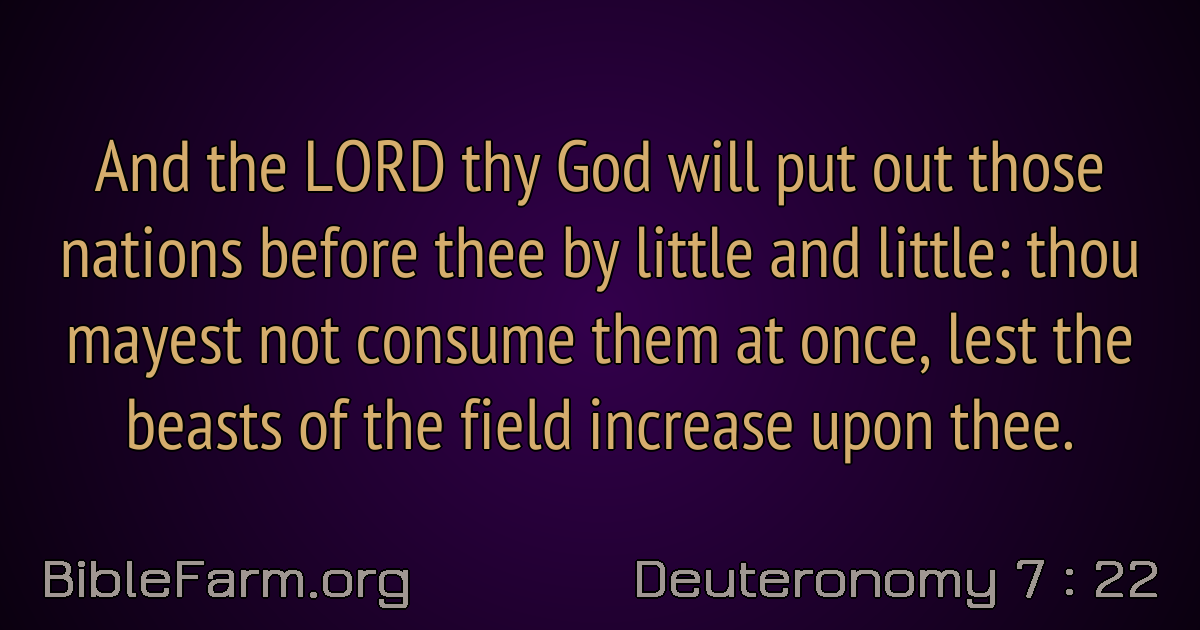 And the LORD thy God will put out those
nations before thee by little and little: thou
mayest not consume them at once, lest the
beasts of the field increase upon thee.
BibleFarm.org
Deuteronomy 7 : 22